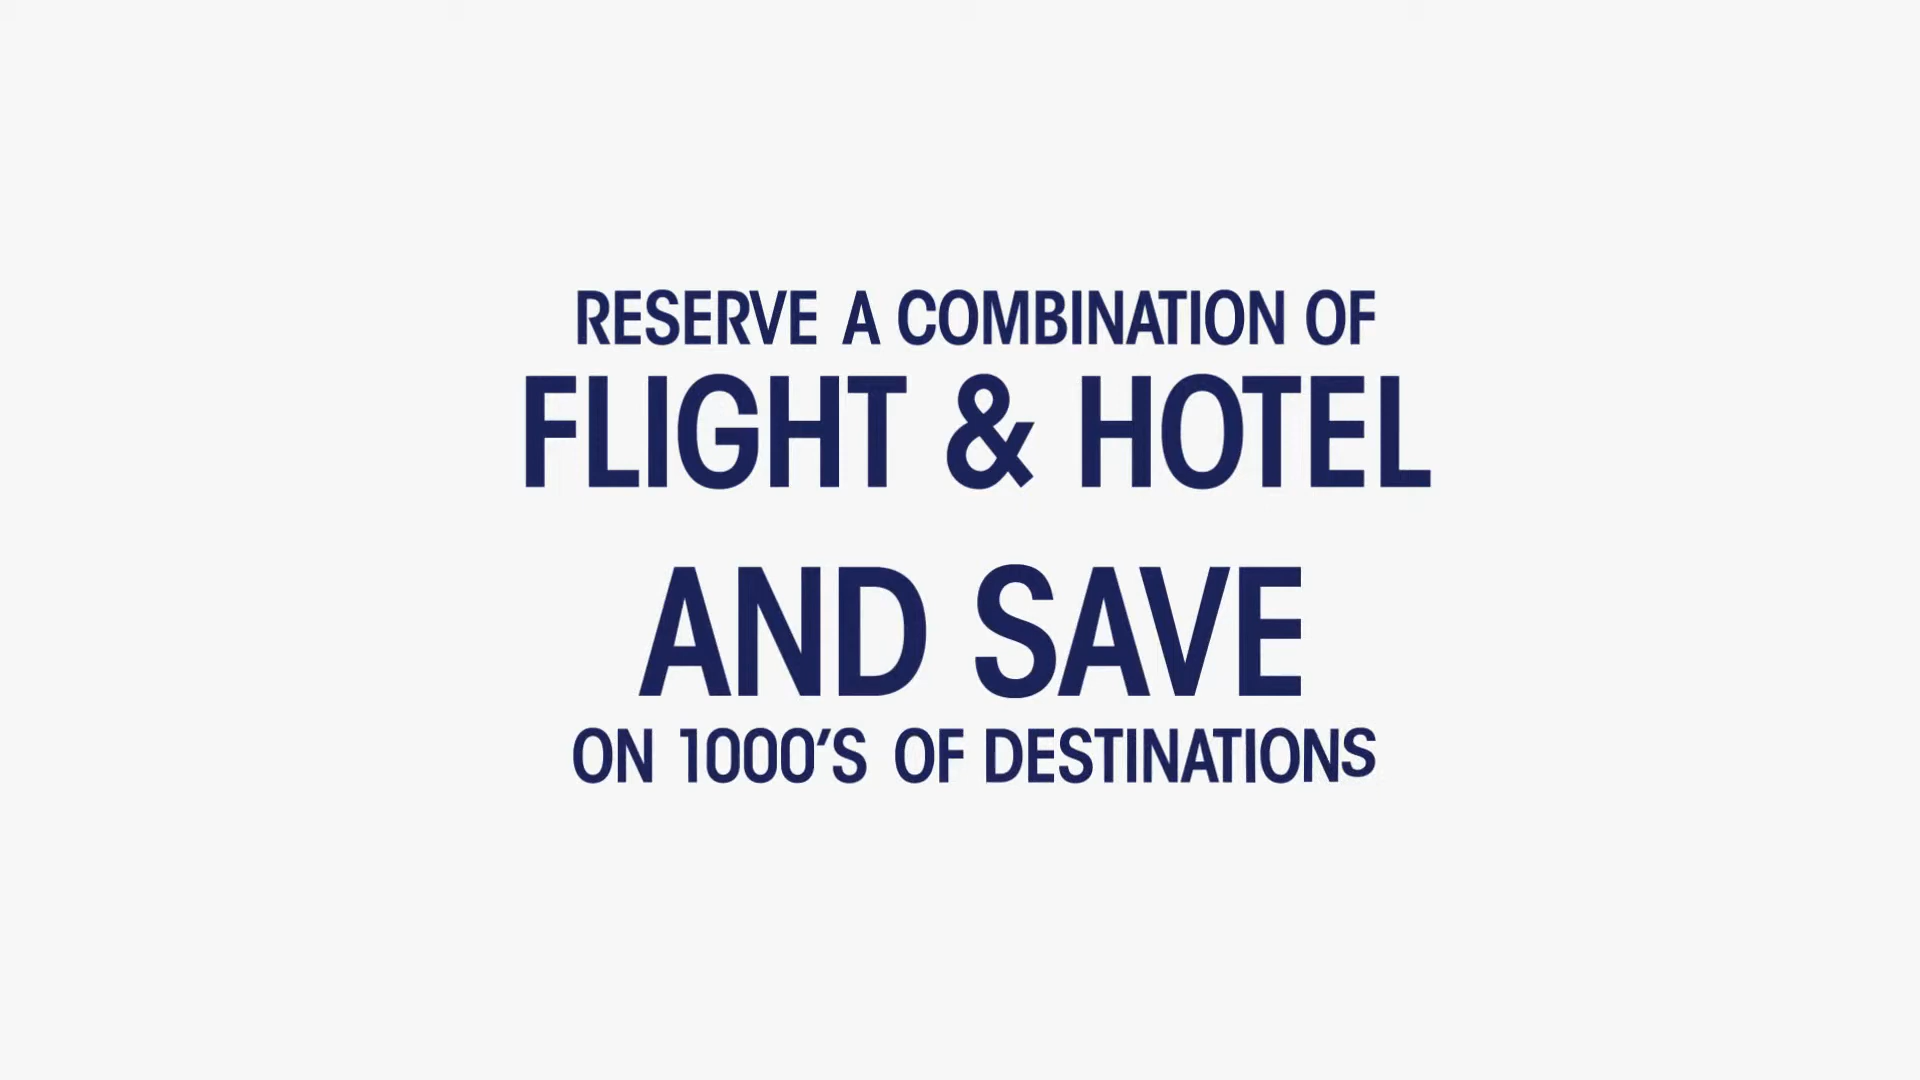 RESERVE A COMBINATION OF
FLIGHT & HOTEL
AND SAVE
ON 1000’S OF DESTINATIONS